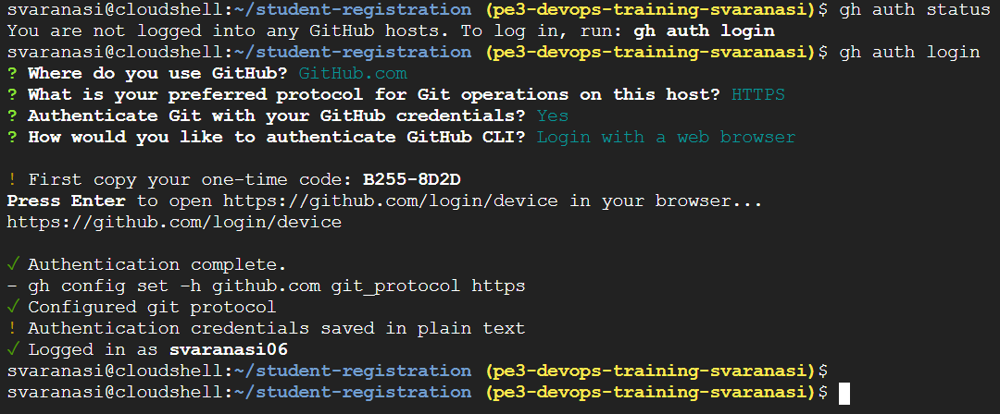 svaranasi@cloudshell:~/student-registration (pe3-devops-training-svaranasi)$ gh auth status
You are not logged into any GitHub hosts. To log in, run: gh auth login
svaranasi@cloudshell:~/student-registration (pe3-devops-training-svaranasi)$ gh auth login
? Where do you use GitHub? GitHub.com
? What is your preferred protocol for Git operations on this host? HTTPS
? Authenticate Git with your GitHub credentials? Yes
? How would you like to authenticate GitHub CLI? Login with a web browser
! First copy your one-time code: B255-8D2D
Press Enter to open https://github.com/login/device in your browser...
https://github.com/login/device
✓ Authentication complete.
- gh config set -h github.com git_protocol https
✓ Configured git protocol
! Authentication credentials saved in plain text
✓ Logged in as svaranasi06
svaranasi@cloudshell:~/student-registration (pe3-devops-training-svaranasi)$
svaranasi@cloudshell:~/student-registration (pe3-devops-training-svaranasi)$